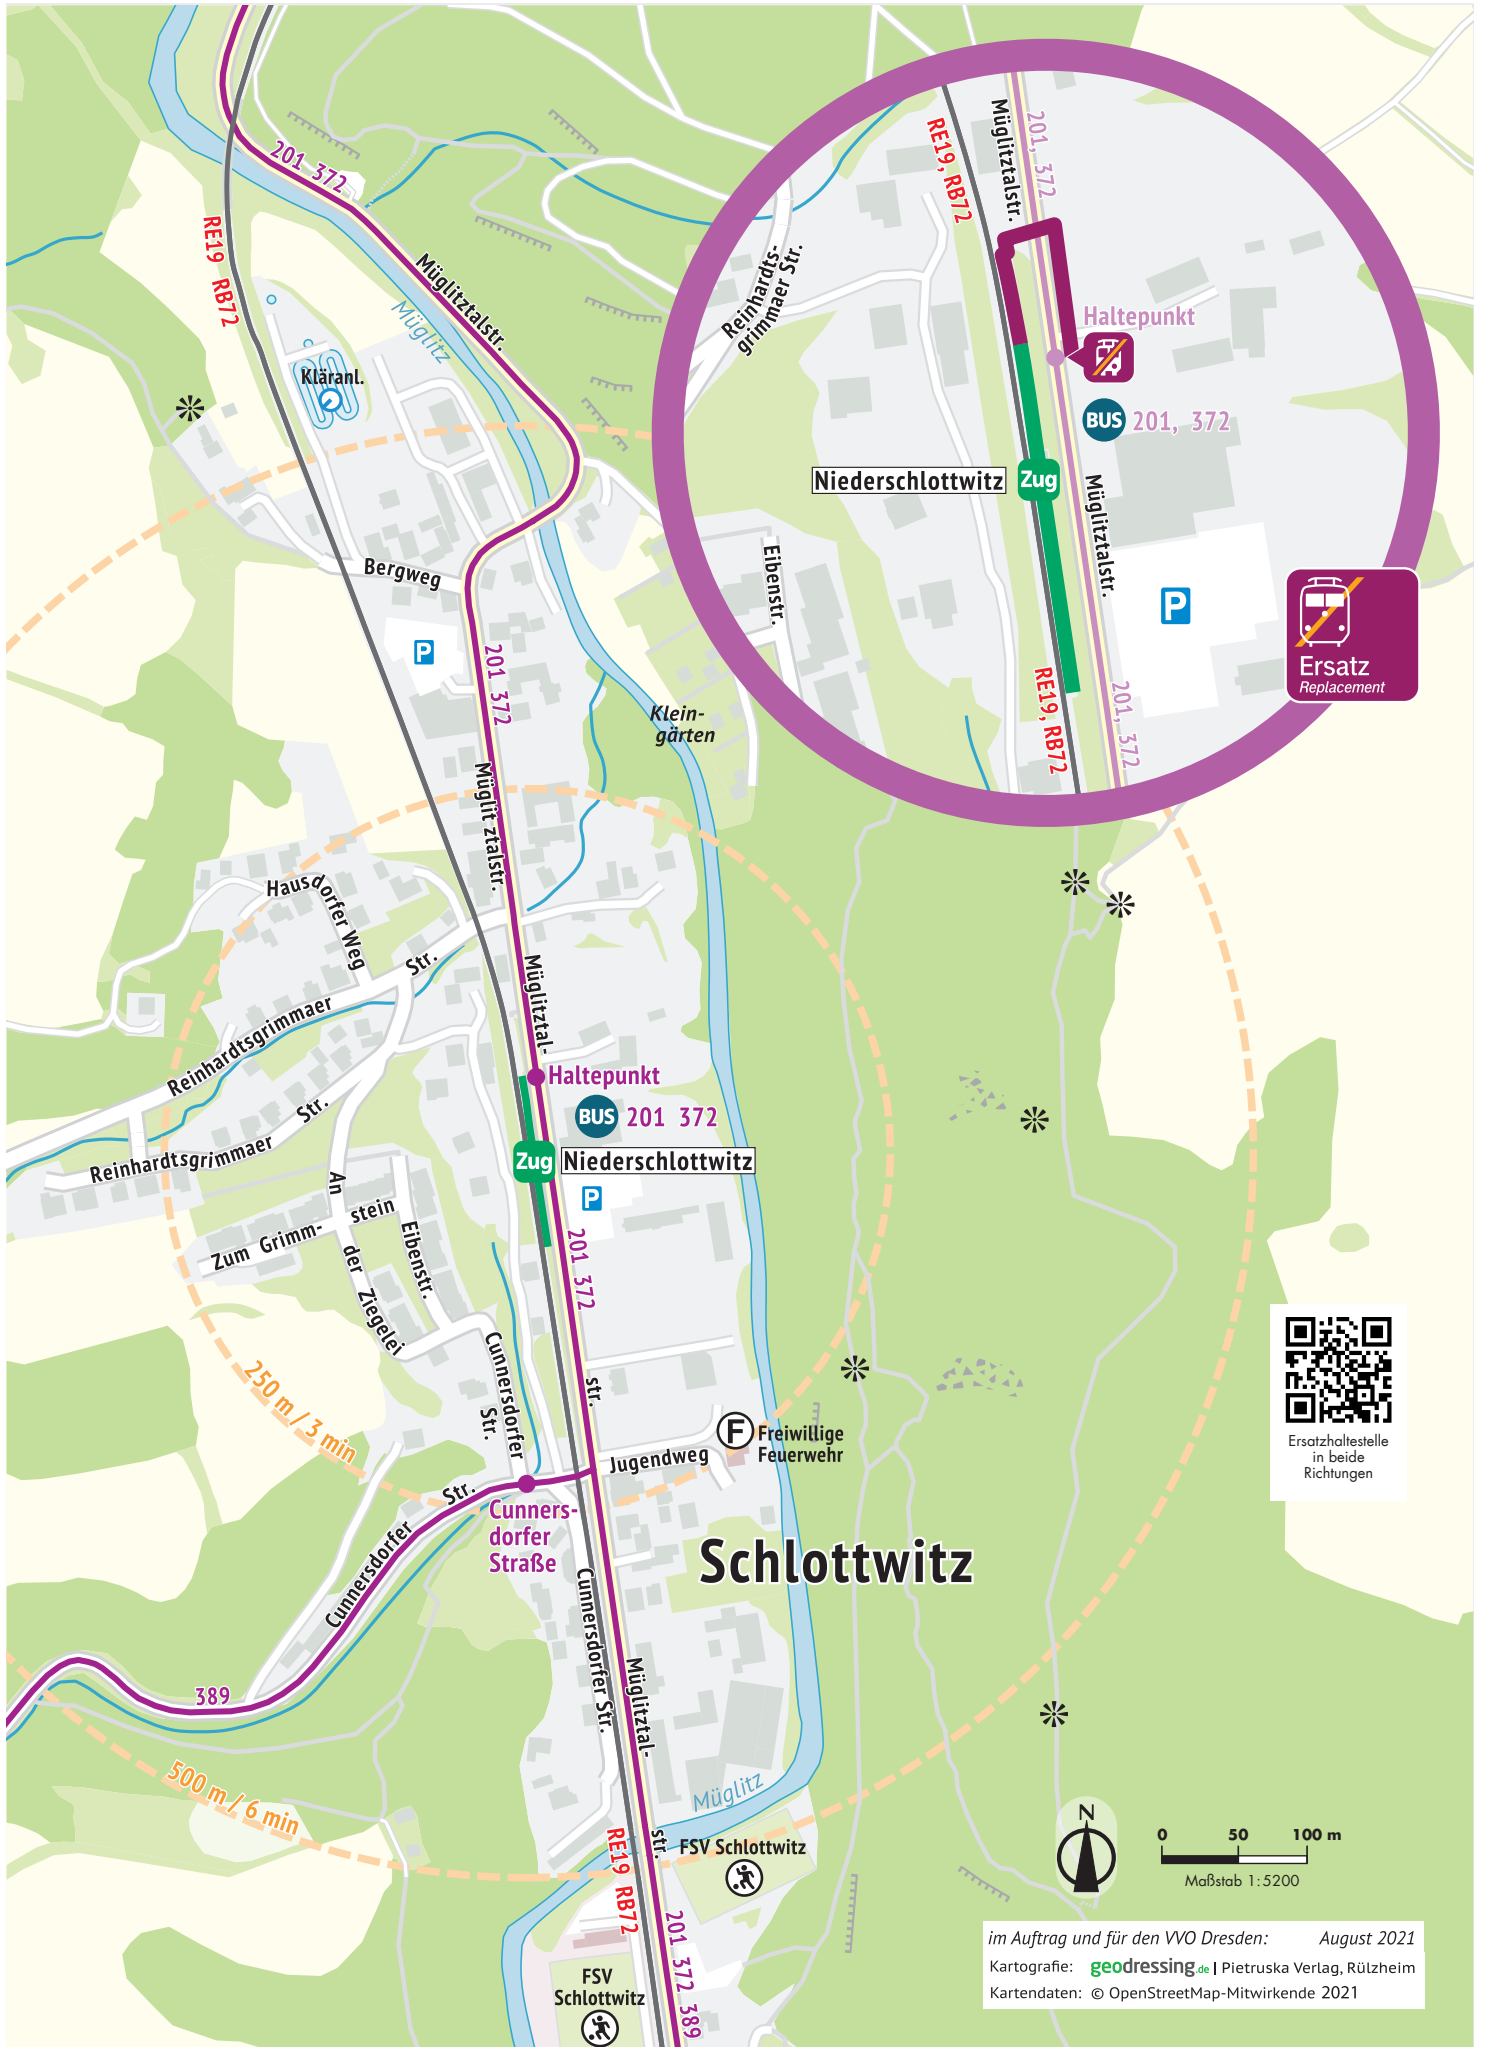 201 372
RE19 RB72
Müglitztalstr.
Müglitz
Kläranl.
Bergweg
P
201 372
Müglitztalstr.
Klein-
gärten
Reinhardts-
grimmaer Str.
Eibenstr.
RE19, RB72
Müglitztalstr.
201, 372
Haltepunkt
BUS 201, 372
Niederschlottwitz Zug
Müglitztalstr.
P
RE19, RB72
201, 372
Ersatz
Replacement
Hausdorfer Weg
Reinhardtsgrimmaer Str.
Reinhardtsgrimmaer Str.
Müglitztal-
Haltepunkt
BUS 201 372
Zug Niederschlottwitz
P
201 372
An der Ziegelei
Zum Grimm- stein
Eibenstr.
Cunnersdorfer
Str.
str.
250 m / 3 min
F Freiwillige
Feuerwehr
Jugendweg
Cunnersdorfer Str.
Cunners-
dorfer
Straße
Schlottwitz
Cunnersdorfer Str.
Müglitztal-
str.
389
500 m / 6 min
Müglitz
RE19 RB72
FSV Schlottwitz
201 372 389
FSV
Schlottwitz
Ersatzhaltestelle
in beide
Richtungen
N
0 50 100 m
Maßstab 1:5200
im Auftrag und für den VVO Dresden: August 2021
Kartografie: geodressing.de | Pietruska Verlag, Rülzheim
Kartendaten: © OpenStreetMap-Mitwirkende 2021